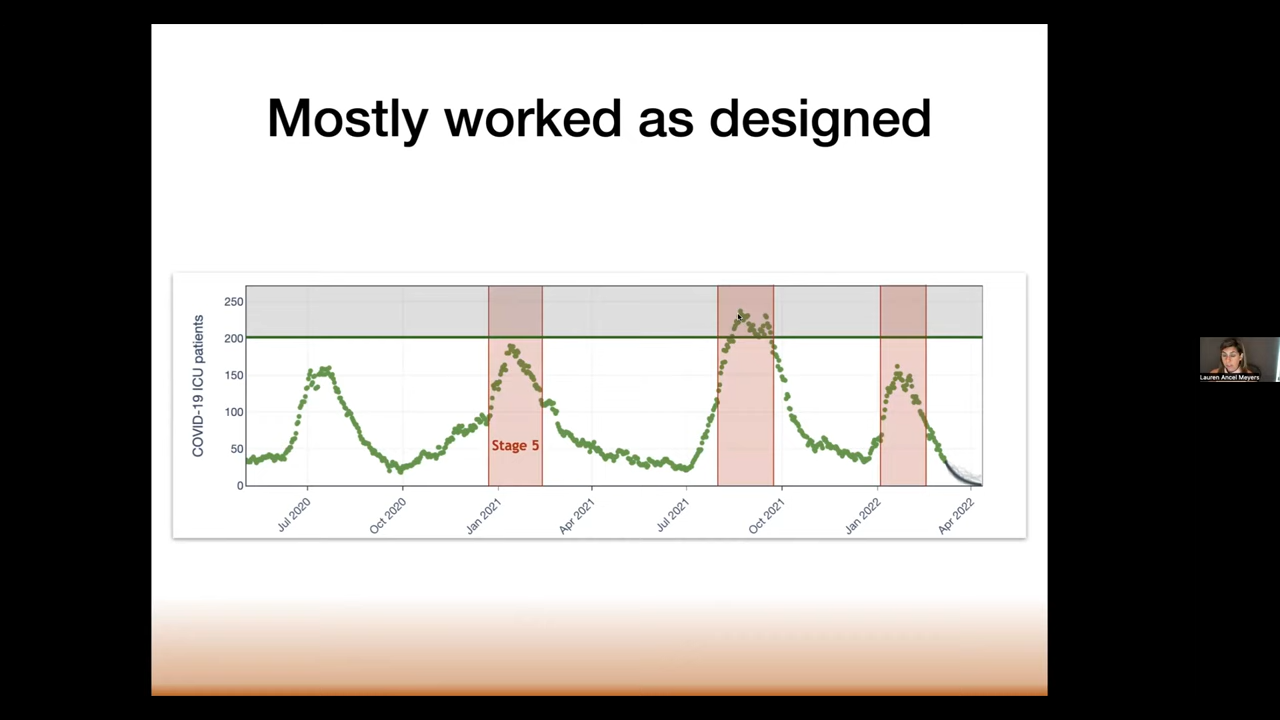 Mostly worked as designed
COVID-19 ICU patients
250
200
150
100
50
0
Stage 5
Jul 2020
Oct 2020
Jan 2021
Apr 2021
Jul 2021
Oct 2021
Jan 2022
Apr 2022
Lauren Ancel Meyers